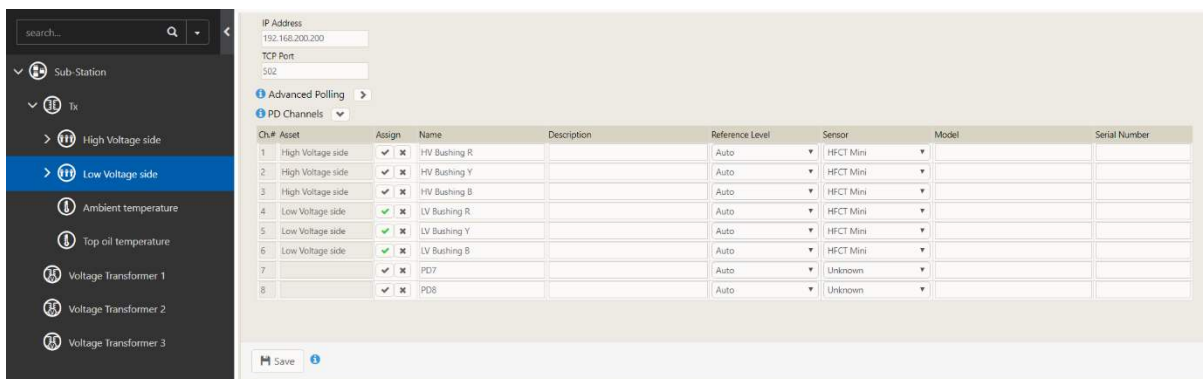 search...
Sub-Station
Tx
High Voltage side
Low Voltage side
Ambient temperature
Top oil temperature
Voltage Transformer 1
Voltage Transformer 2
Voltage Transformer 3
IP Address
192.168.200.200
TCP Port
502
Advanced Polling
PD Channels
Ch.# Asset Assign Name Description Reference Level Sensor Model Serial Number
1 High Voltage side HV Bushing R Auto HFCT Mini
2 High Voltage side HV Bushing Y Auto HFCT Mini
3 High Voltage side HV Bushing B Auto HFCT Mini
4 Low Voltage side LV Bushing R Auto HFCT Mini
5 Low Voltage side LV Bushing Y Auto HFCT Mini
6 Low Voltage side LV Bushing B Auto HFCT Mini
7 PD7 Auto Unknown
8 PD8 Auto Unknown
Save